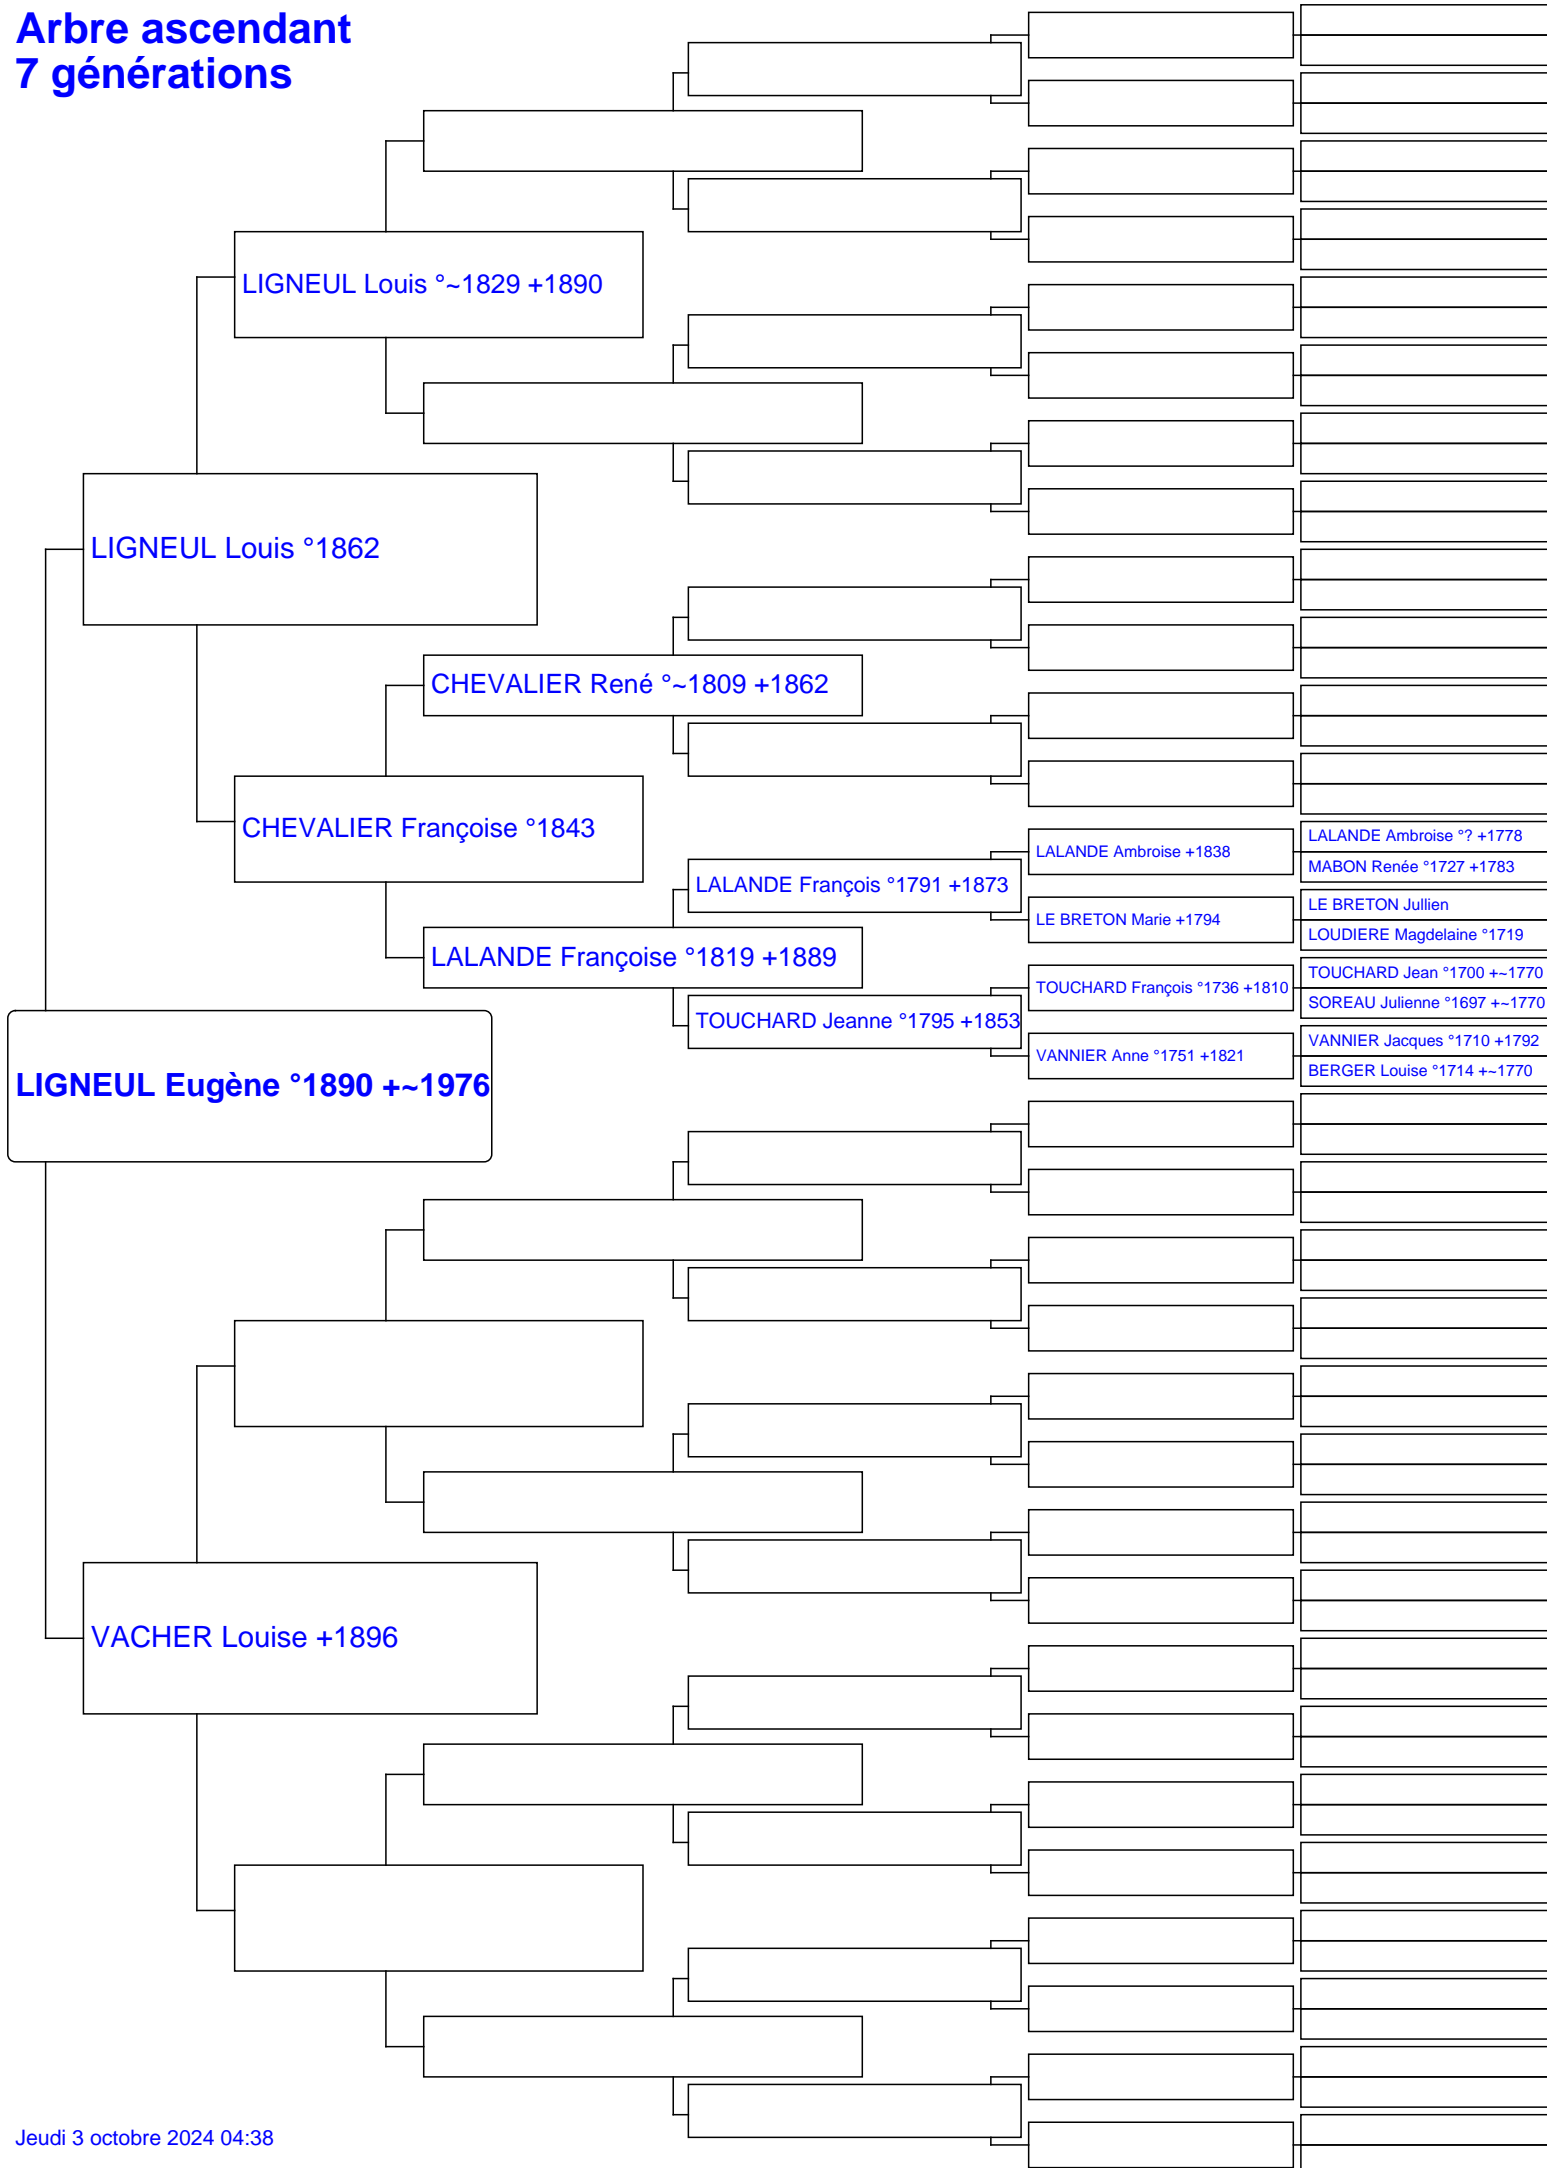 Arbre ascendant
7 générations
LIGNEUL Louis °~1829 +1890
LIGNEUL Louis °1862
CHEVALIER René °~1809 +1862
CHEVALIER Françoise °1843
LALANDE Ambroise °? +1778
LALANDE Ambroise +1838
MABON Renée °1727 +1783
LALANDE François °1791 +1873
LE BRETON Jullien
LE BRETON Marie +1794
LOUDIERE Magdelaine °1719
LALANDE Françoise °1819 +1889
TOUCHARD Jean °1700 +~1770
TOUCHARD François °1736 +1810
SOREAU Julienne °1697 +~1770
TOUCHARD Jeanne °1795 +1853
VANNIER Jacques °1710 +1792
VANNIER Anne °1751 +1821
BERGER Louise °1714 +~1770
LIGNEUL Eugène °1890 +~1976
VACHER Louise +1896
Jeudi 3 octobre 2024 04:38